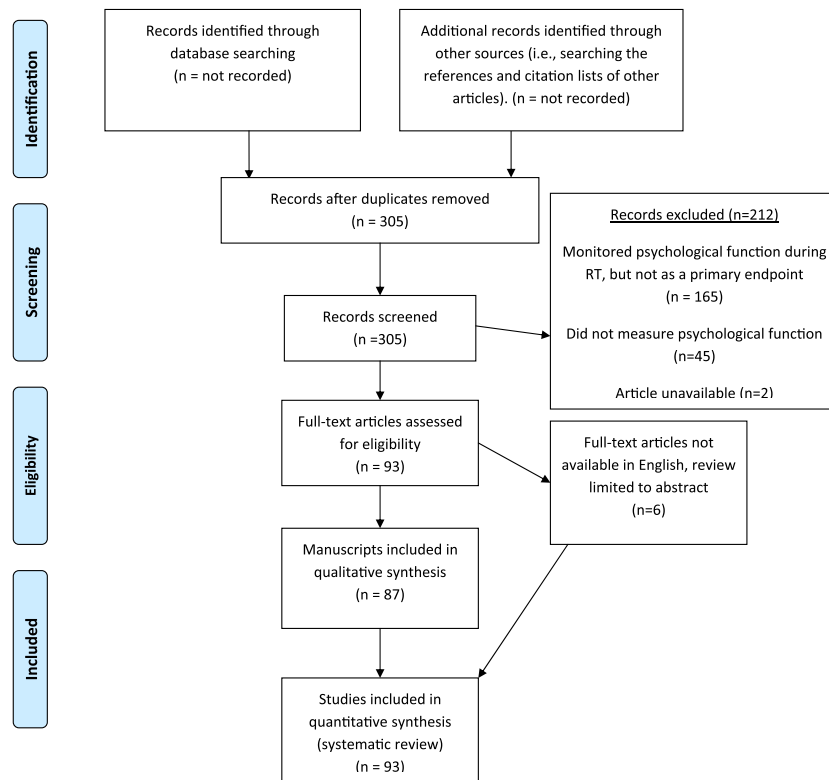 Identification
Records identified through
database searching
(n = not recorded)
Additional records identified through
other sources (i.e., searching the
references and citation lists of other
articles). (n = not recorded)
Records after duplicates removed
(n = 305)
Screening
Records screened
(n =305)
Records excluded (n=212)
Monitored psychological function during
RT, but not as a primary endpoint
(n = 165)
Did not measure psychological function
(n=45)
Article unavailable (n=2)
Eligibility
Full-text articles assessed
for eligibility
(n = 93)
Full-text articles not
available in English, review
limited to abstract
(n=6)
Manuscripts included in
qualitative synthesis
(n = 87)
Included
Studies included in
quantitative synthesis
(systematic review)
(n = 93)